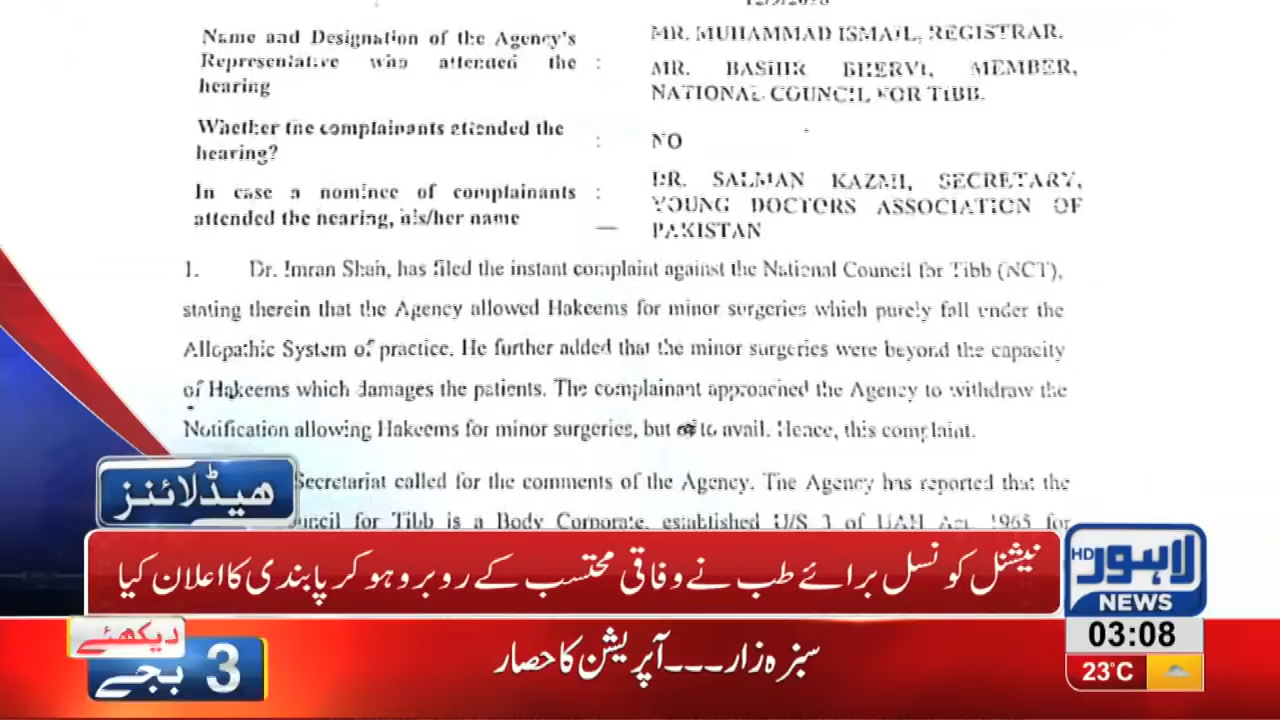 Name and Designation of the Agency's MR. MUHAMMAD ISMAIL, REGISTRAR.
Representative who attended the :
hearing
MR. BASHIR BHERVI, MEMBER,
NATIONAL COUNCIL FOR TIBB.
Whether the complainants attended the
hearing? : NO
In case a nominee of complainants :
attended the hearing, his/her name
DR. SALMAN KAZMI, SECRETARY,
YOUNG DOCTORS ASSOCIATION OF
PAKISTAN
1. Dr. Imran Shah, has filed the instant complaint against the National Council for Tibb (NCT),
stating therein that the Agency allowed Hakeems for minor surgeries which purely fall under the
Allopathic System of practice. He further added that the minor surgeries were beyond the capacity
of Hakeems which damages the patients. The complainant approached the Agency to withdraw the
Notification allowing Hakeems for minor surgeries, but to avail. Hence, this complaint.
Secretariat called for the comments of the Agency. The Agency has reported that the
for Tibb is a Body Corporate, established U/S 3 of UAH Act, 1965 for
ہیڈلائنز
نیشنل کونسل برائے طب نے وفاقی محتسب کے روبرو ہو کر پابندی کا اعلان کیا
HD لاہور
NEWS
03:08
23°C
دیکھئے
3 بجے
سبزہ زار۔۔۔آپریشن کا حصار